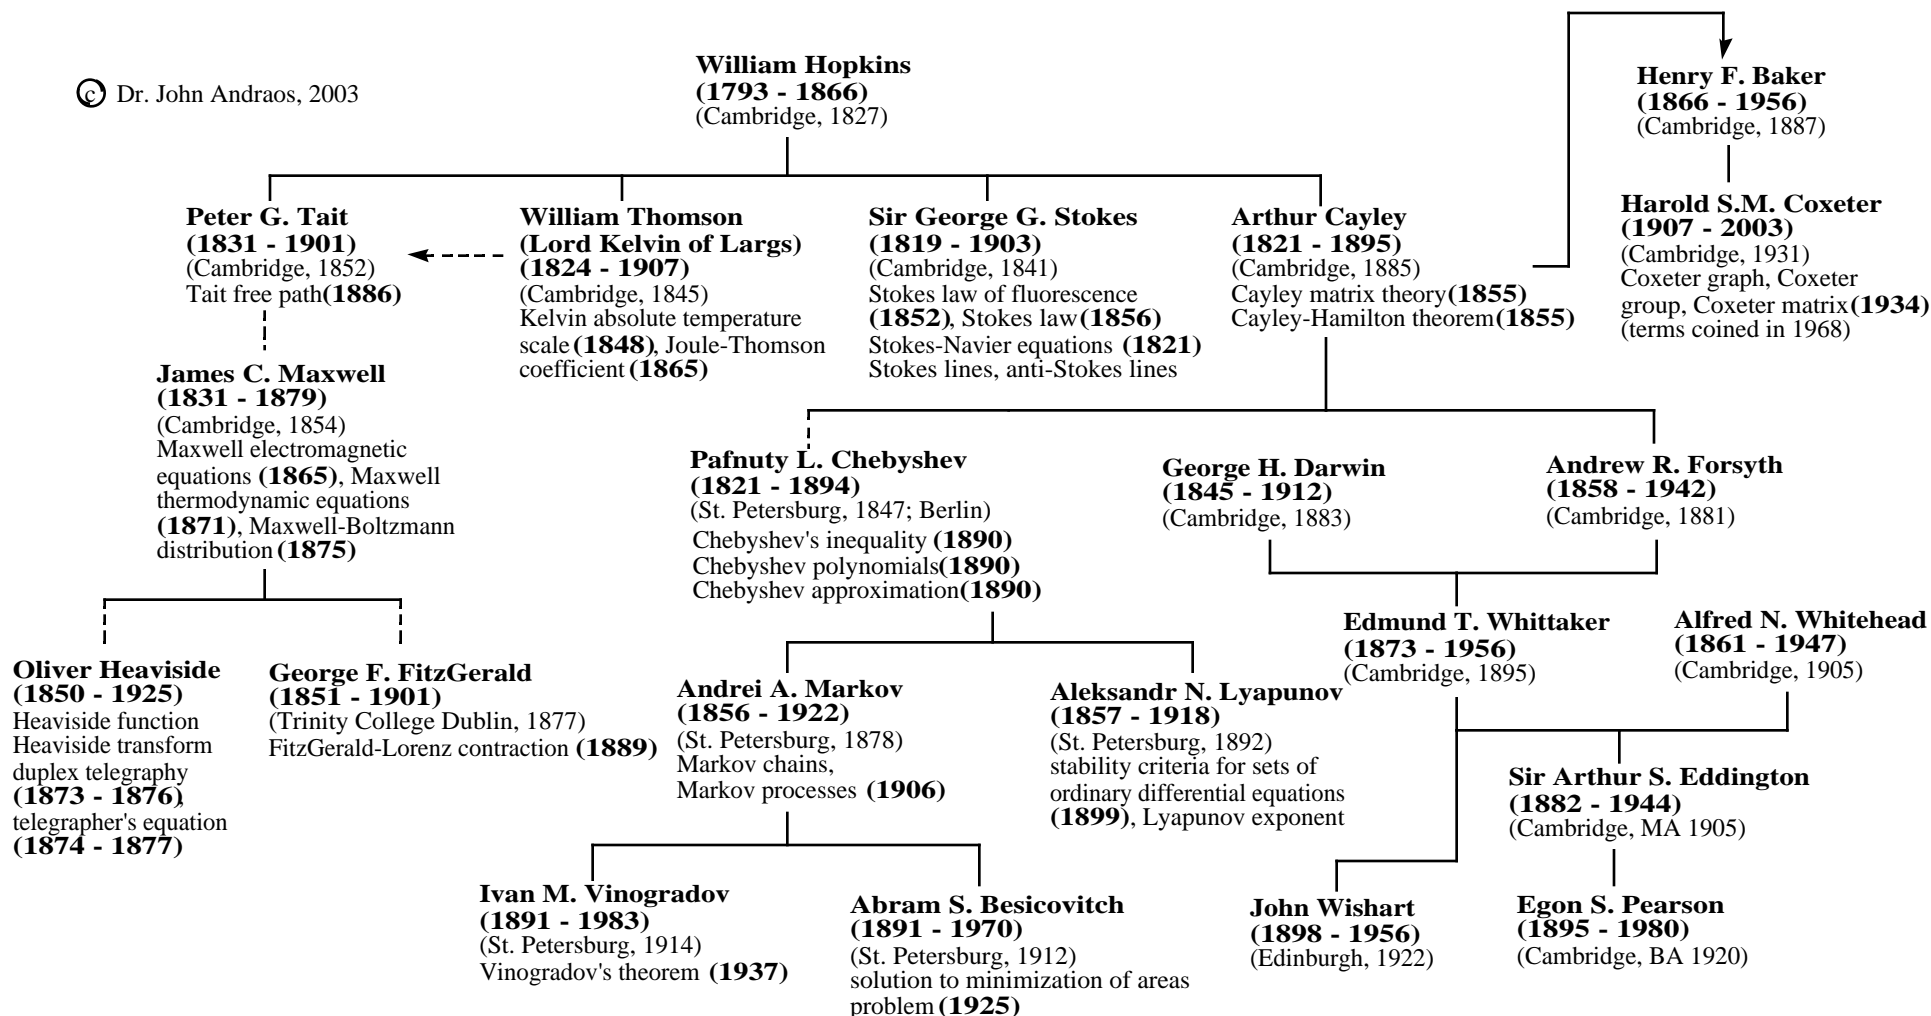 © Dr. John Andraos, 2003
William Hopkins
(1793 - 1866)
(Cambridge, 1827)
Henry F. Baker
(1866 - 1956)
(Cambridge, 1887)
Peter G. Tait
(1831 - 1901)
(Cambridge, 1852)
Tait free path(1886)
William Thomson
(Lord Kelvin of Largs)
(1824 - 1907)
(Cambridge, 1845)
Kelvin absolute temperature
scale (1848), Joule-Thomson
coefficient (1865)
Sir George G. Stokes
(1819 - 1903)
(Cambridge, 1841)
Stokes law of fluorescence
(1852), Stokes law (1856)
Stokes-Navier equations (1821)
Stokes lines, anti-Stokes lines
Arthur Cayley
(1821 - 1895)
(Cambridge, 1885)
Cayley matrix theory (1855)
Cayley-Hamilton theorem (1855)
Harold S.M. Coxeter
(1907 - 2003)
(Cambridge, 1931)
Coxeter graph, Coxeter
group, Coxeter matrix (1934)
(terms coined in 1968)
James C. Maxwell
(1831 - 1879)
(Cambridge, 1854)
Maxwell electromagnetic
equations (1865), Maxwell
thermodynamic equations
(1871), Maxwell-Boltzmann
distribution (1875)
Pafnuty L. Chebyshev
(1821 - 1894)
(St. Petersburg, 1847; Berlin)
Chebyshev's inequality (1890)
Chebyshev polynomials(1890)
Chebyshev approximation(1890)
George H. Darwin
(1845 - 1912)
(Cambridge, 1883)
Andrew R. Forsyth
(1858 - 1942)
(Cambridge, 1881)
Edmund T. Whittaker
(1873 - 1956)
(Cambridge, 1895)
Alfred N. Whitehead
(1861 - 1947)
(Cambridge, 1905)
Oliver Heaviside
(1850 - 1925)
Heaviside function
Heaviside transform
duplex telegraphy
(1873 - 1876),
telegrapher's equation
(1874 - 1877)
George F. FitzGerald
(1851 - 1901)
(Trinity College Dublin, 1877)
FitzGerald-Lorenz contraction (1889)
Andrei A. Markov
(1856 - 1922)
(St. Petersburg, 1878)
Markov chains,
Markov processes (1906)
Aleksandr N. Lyapunov
(1857 - 1918)
(St. Petersburg, 1892)
stability criteria for sets of
ordinary differential equations
(1899), Lyapunov exponent
Sir Arthur S. Eddington
(1882 - 1944)
(Cambridge, MA 1905)
Ivan M. Vinogradov
(1891 - 1983)
(St. Petersburg, 1914)
Vinogradov's theorem (1937)
Abram S. Besicovitch
(1891 - 1970)
(St. Petersburg, 1912)
solution to minimization of areas
problem (1925)
John Wishart
(1898 - 1956)
(Edinburgh, 1922)
Egon S. Pearson
(1895 - 1980)
(Cambridge, BA 1920)